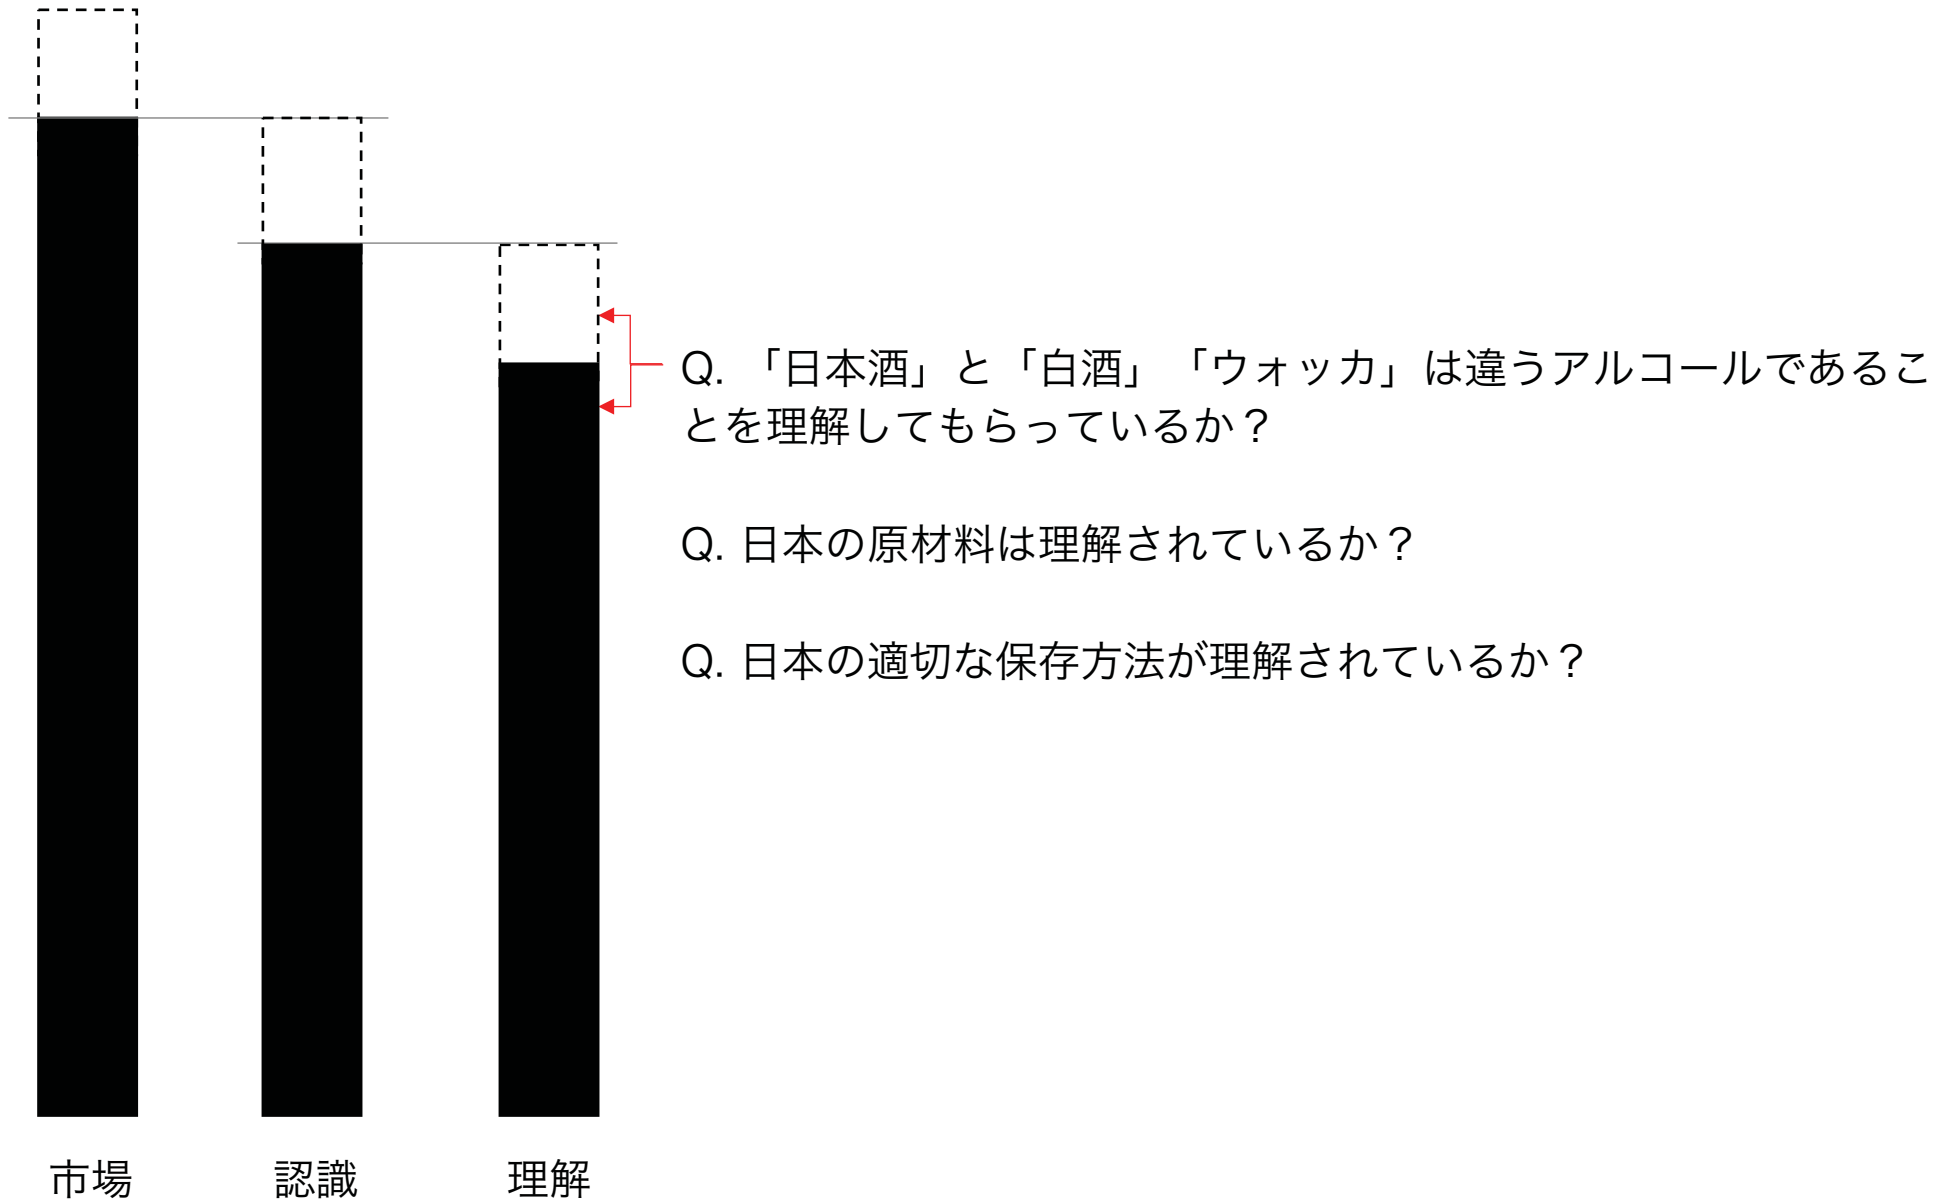 Q. 「日本酒」と「白酒」「ウォッカ」は違うアルコールであるこ
とを理解してもらっているか？
Q. 日本の原材料は理解されているか？
Q. 日本の適切な保存方法が理解されているか？
市場
認識
理解